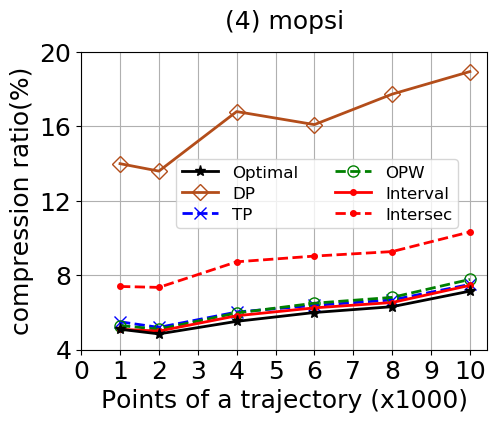 (4) mopsi
compression ratio(%)
20
16
12
8
4
Optimal
DP
TP
OPW
Interval
Intersec
0 1 2 3 4 5 6 7 8 9 10
Points of a trajectory (x1000)